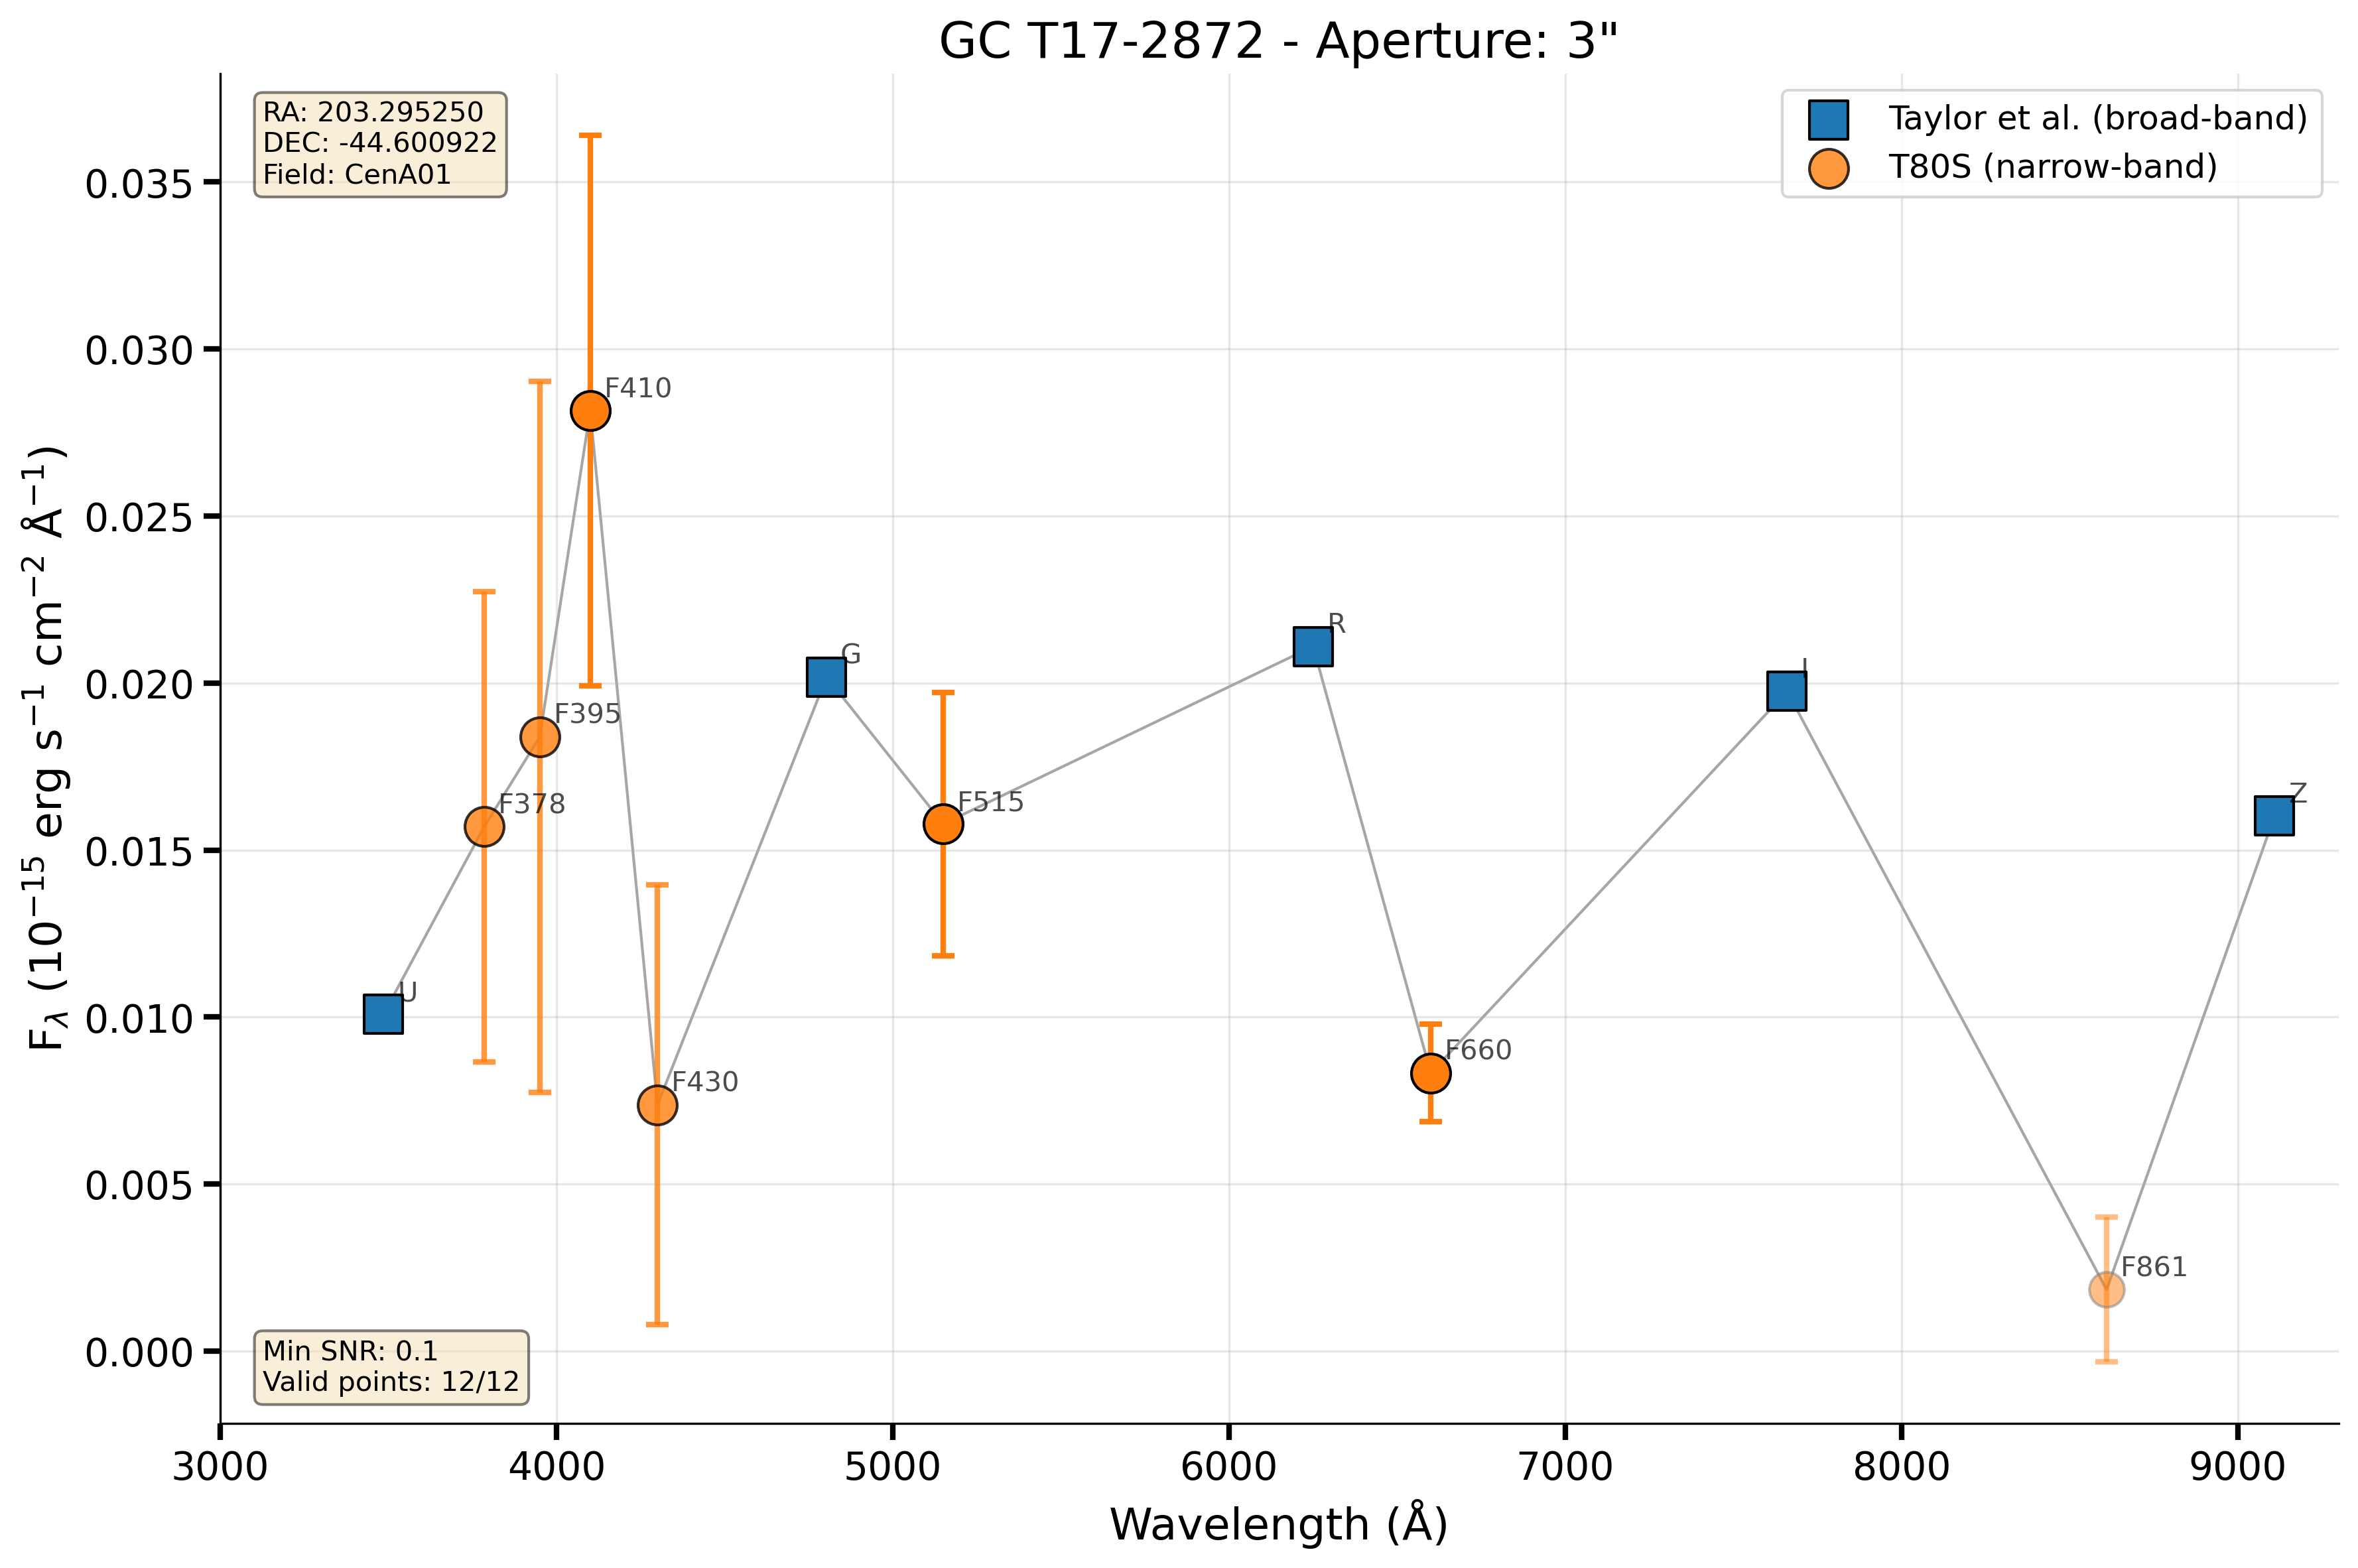 GC T17-2872 - Aperture: 3"
RA: 203.295250
DEC: -44.600922
Field: CenA01
Taylor et al. (broad-band)
T80S (narrow-band)
0.035
0.030
0.025
0.020
0.015
0.010
0.005
0.000
F$_{λ}$ (10$^{−15}$ erg s$^{−1}$ cm$^{−2}$ Å$^{−1}$)
F410
F395
F378
U
F430
G
F515
R
F660
I
F861
Z
Min SNR: 0.1
Valid points: 12/12
3000 4000 5000 6000 7000 8000 9000
Wavelength (Å)